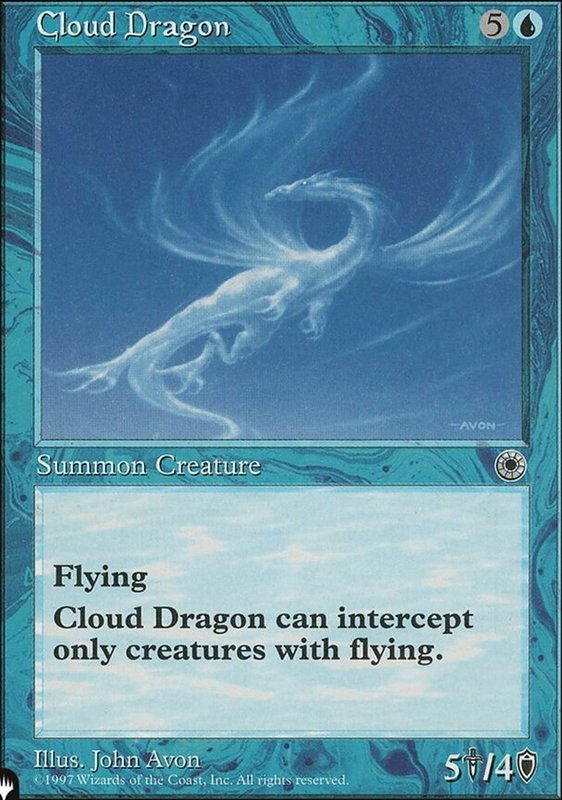 Cloud Dragon 5
AVON
Summon Creature
Flying
Cloud Dragon can intercept
only creatures with flying.
Illus. John Avon
©1997 Wizards of the Coast, Inc. All rights reserved.
5/4